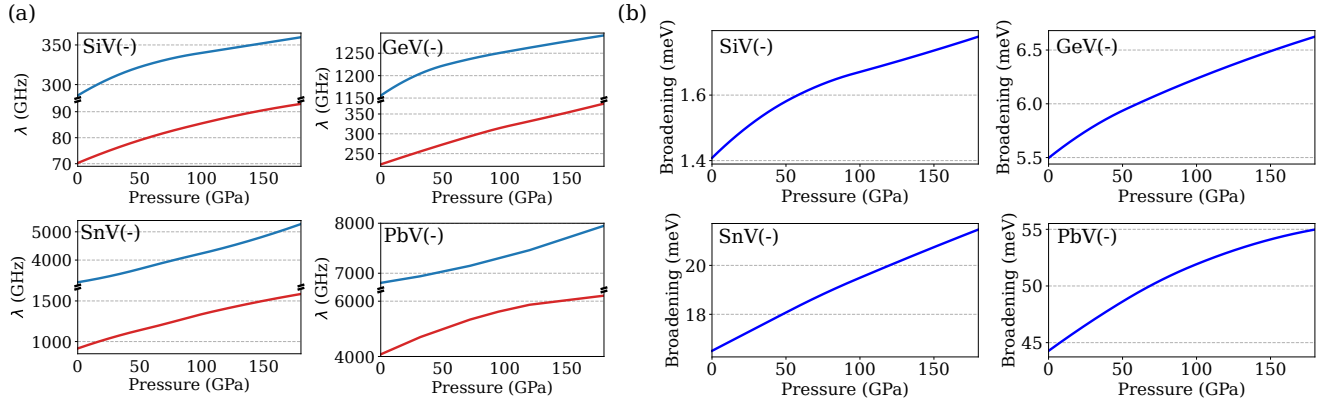 (a)
SiV(-)
λ (GHz)
350
300
90
80
70
0 50 100 150
Pressure (GPa)
GeV(-)
λ (GHz)
1250
1200
1150
350
300
250
0 50 100 150
Pressure (GPa)
SnV(-)
λ (GHz)
5000
4000
1500
1000
0 50 100 150
Pressure (GPa)
PbV(-)
λ (GHz)
8000
7000
6000
4000
0 50 100 150
Pressure (GPa)
(b)
SiV(-)
Broadening (meV)
1.6
1.4
0 50 100 150
Pressure (GPa)
GeV(-)
Broadening (meV)
6.5
6.0
5.5
0 50 100 150
Pressure (GPa)
SnV(-)
Broadening (meV)
20
18
0 50 100 150
Pressure (GPa)
PbV(-)
Broadening (meV)
55
50
45
0 50 100 150
Pressure (GPa)